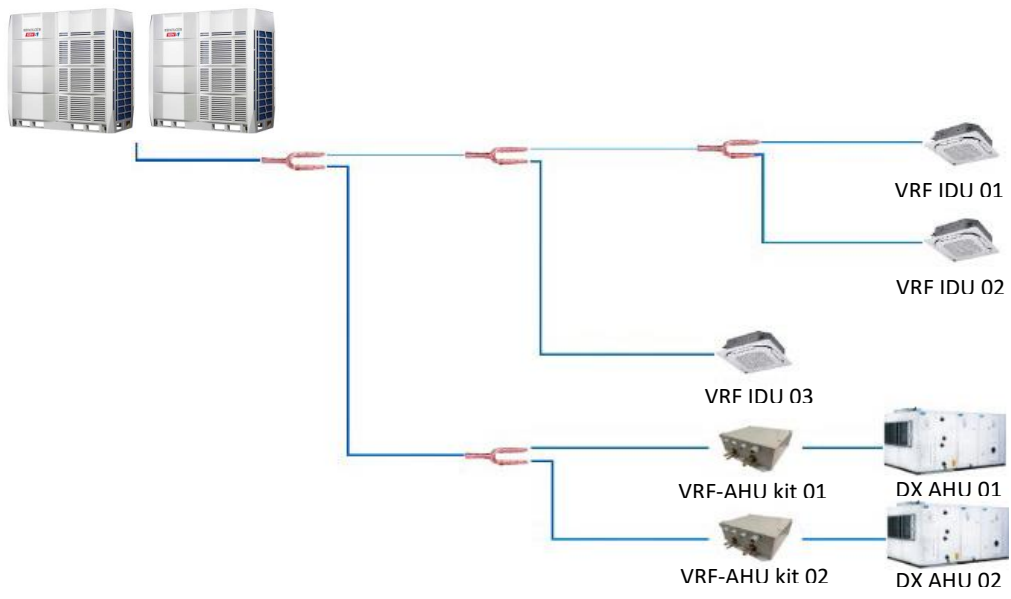 VRF IDU 01
VRF IDU 02
VRF IDU 03
VRF-AHU kit 01
DX AHU 01
VRF-AHU kit 02
DX AHU 02